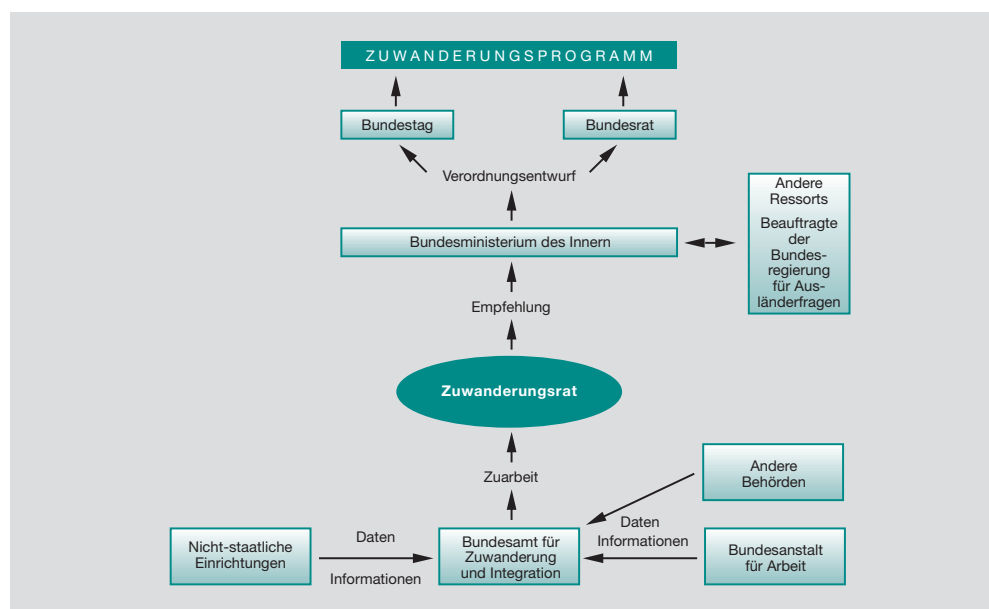 ZUWANDERUNGSPROGRAMM
Bundestag
Bundesrat
Verordnungsentwurf
Bundesministerium des Innern
Andere
Ressorts
Beauftragte
der
Bundes-
regierung
für Aus-
länderfragen
Empfehlung
Zuwanderungsrat
Zuarbeit
Andere
Behörden
Nicht-staatliche
Einrichtungen
Daten
Informationen
Bundesamt für
Zuwanderung
und Integration
Daten
Informationen
Bundesanstalt
für Arbeit